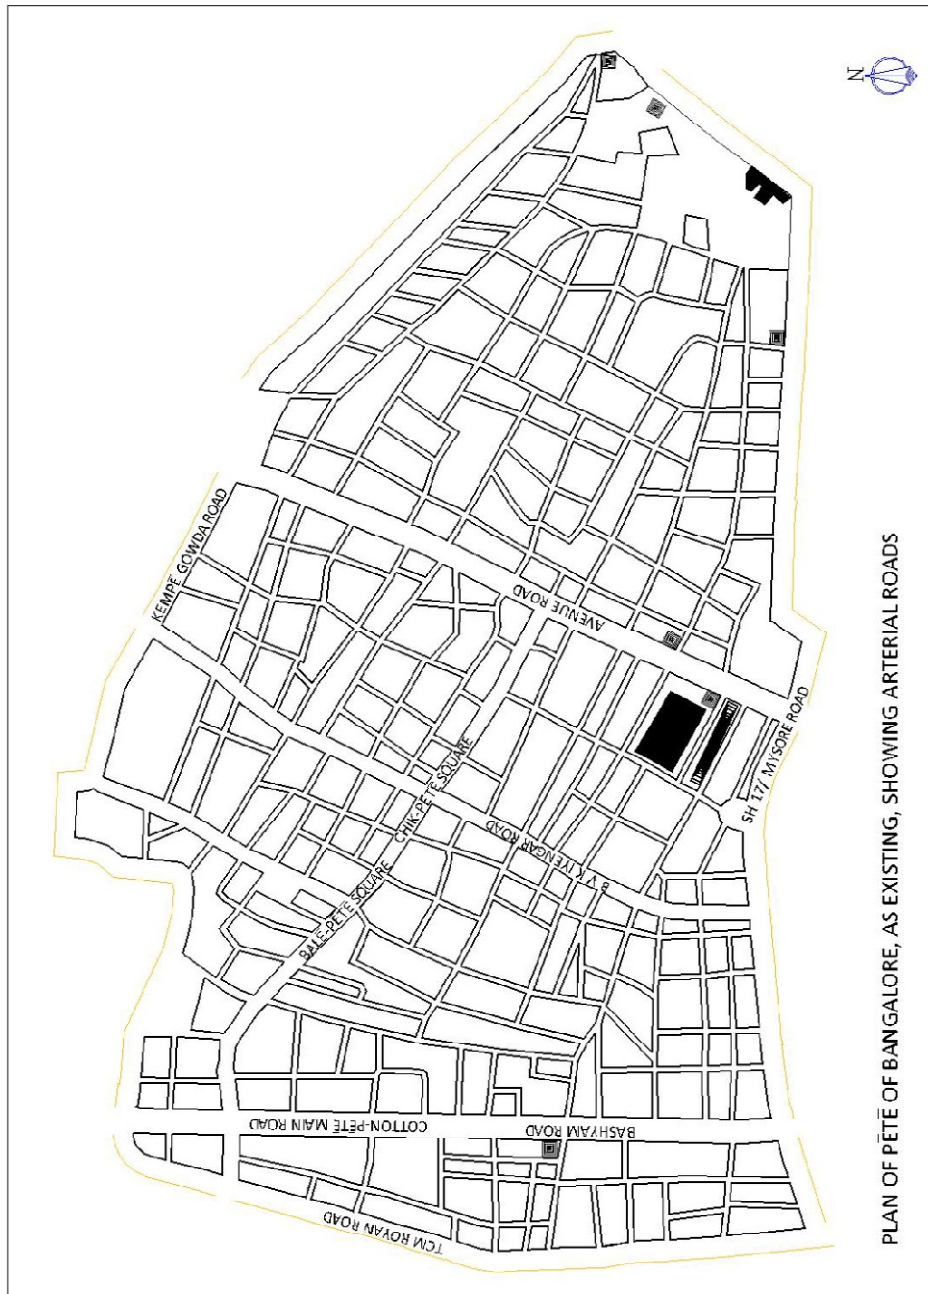 N
KEMPE GOWDA ROAD
AVENUE ROAD
CHIK-PETE SQUARE
BALE-PETE SQUARE
B V K IYENGAR ROAD
SH 17/ MYSORE ROAD
COTTON-PETE MAIN ROAD
BASHYAM ROAD
TCM ROYAN ROAD
PLAN OF PĒTĒ OF BANGALORE, AS EXISTING, SHOWING ARTERIAL ROADS